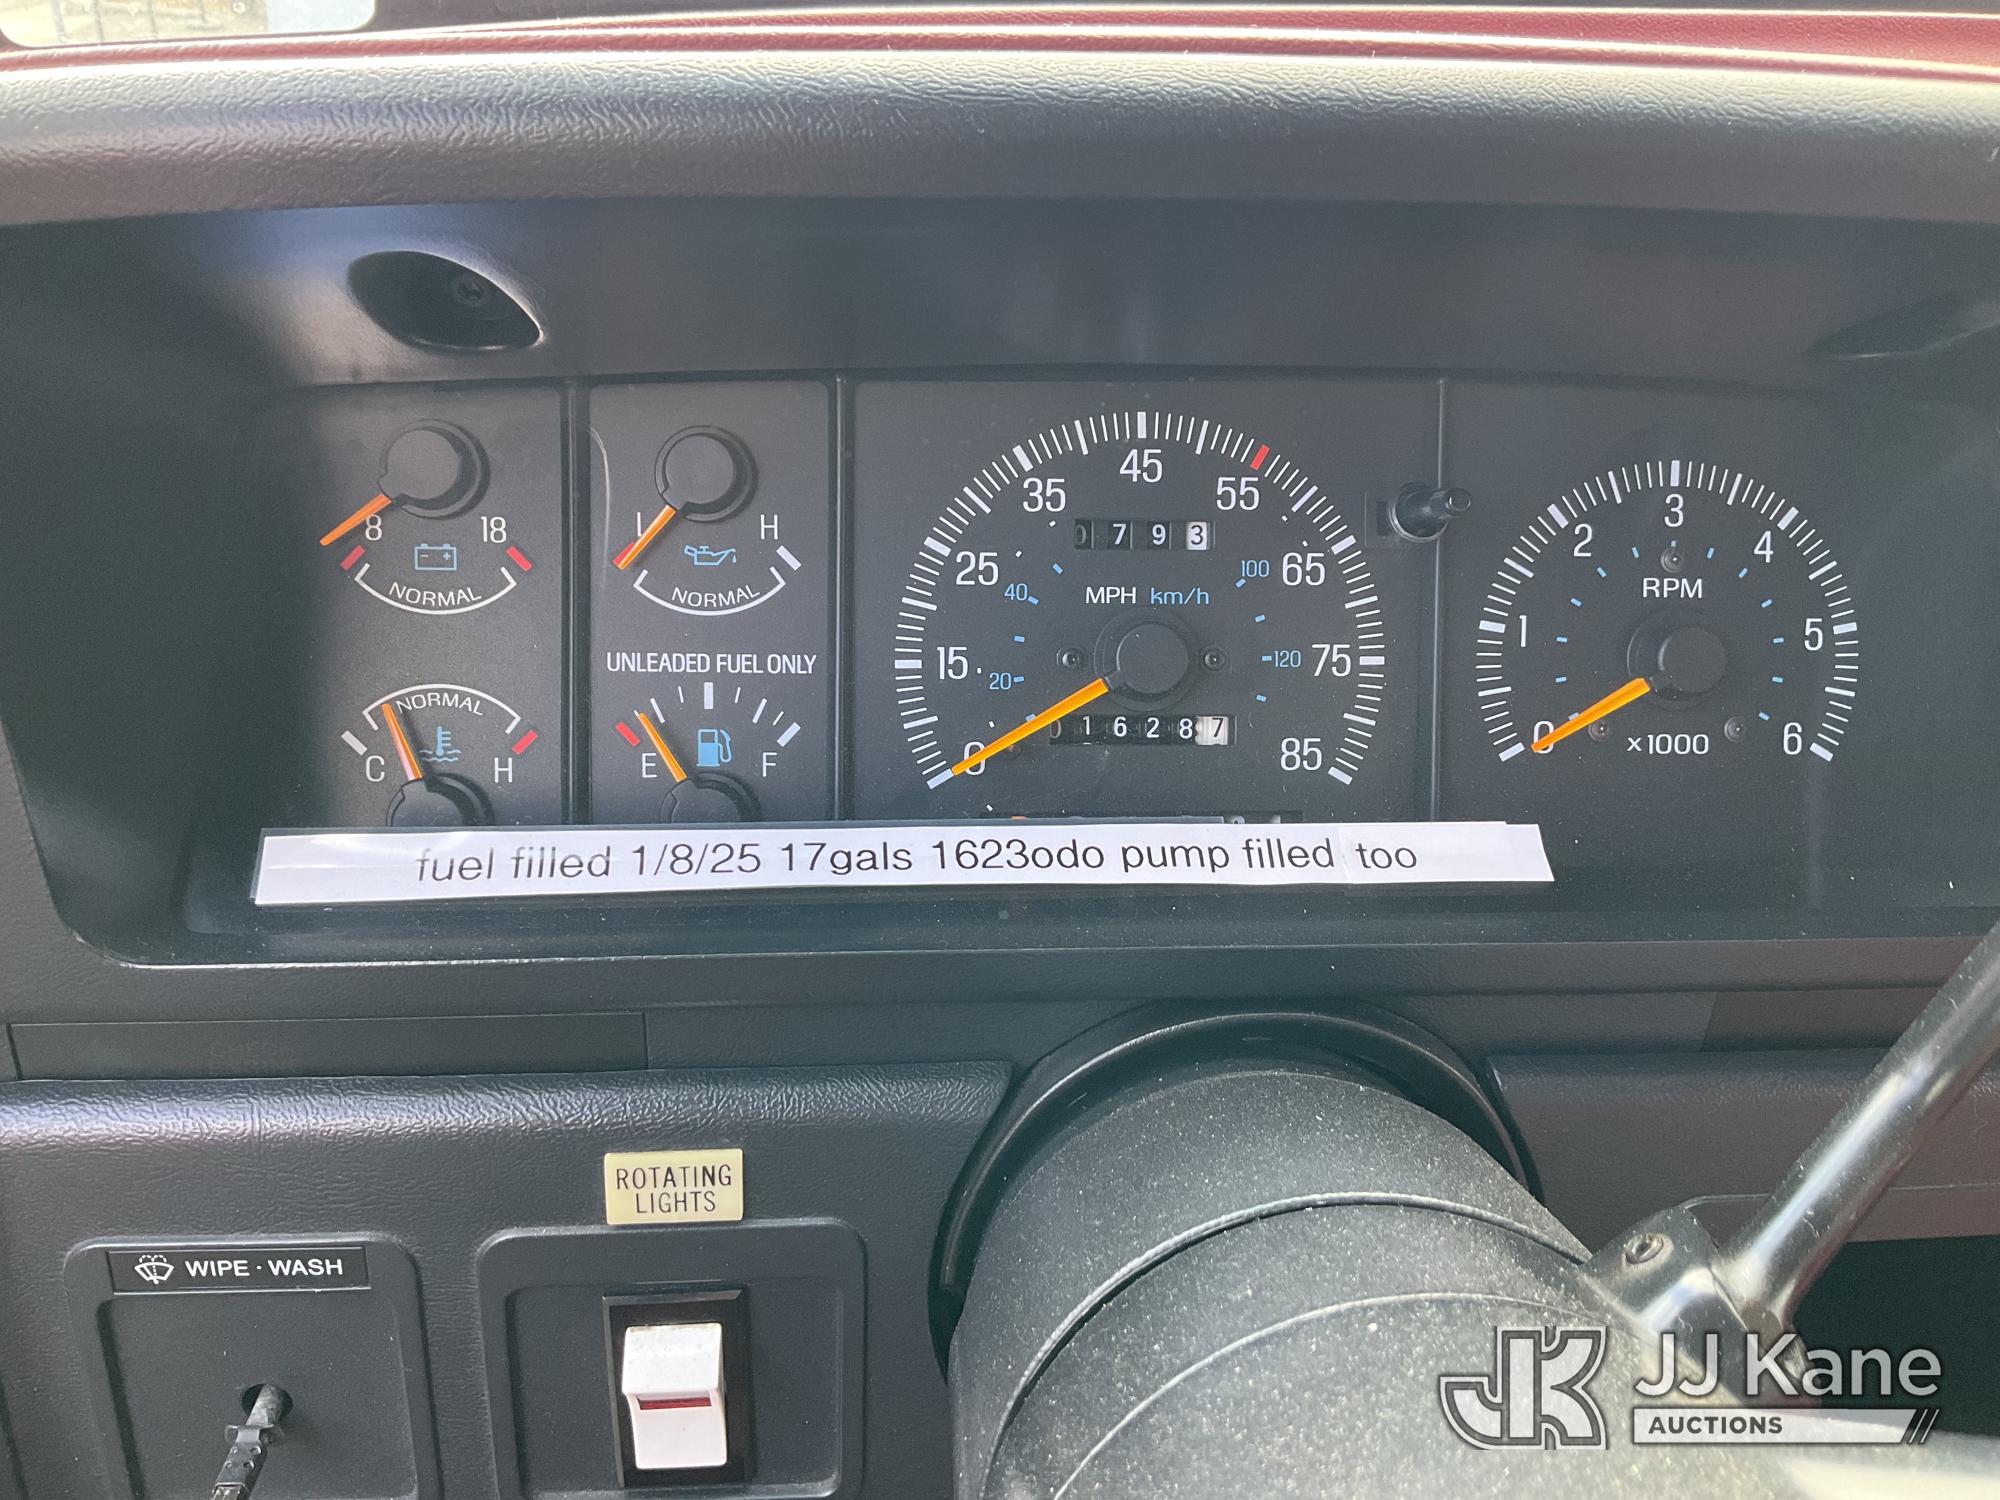 8 18
NORMAL
L H
NORMAL
NORMAL
C H
UNLEADED FUEL ONLY
E F
0 15 25 35 45 55 65 75 85
20 40 100 120
0 7 9 3
MPH km/h
0 1 6 2 8 7
0 1 2 3 4 5 6
RPM
x1000
fuel filled 1/8/25 17gals 1623odo pump filled too
ROTATING
LIGHTS
WIPE · WASH
JK JJ Kane
AUCTIONS